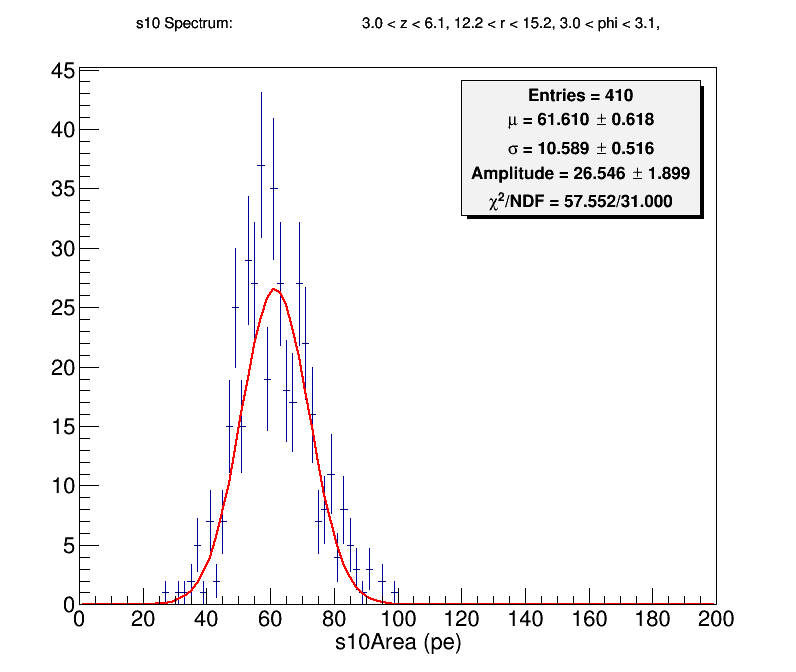 s10 Spectrum: 3.0 < z < 6.1, 12.2 < r < 15.2, 3.0 < phi < 3.1,
Entries = 410
μ = 61.610 ± 0.618
σ = 10.589 ± 0.516
Amplitude = 26.546 ± 1.899
χ²/NDF = 57.552/31.000
45
40
35
30
25
20
15
10
5
0
0 20 40 60 80 100 120 140 160 180 200
s10Area (pe)